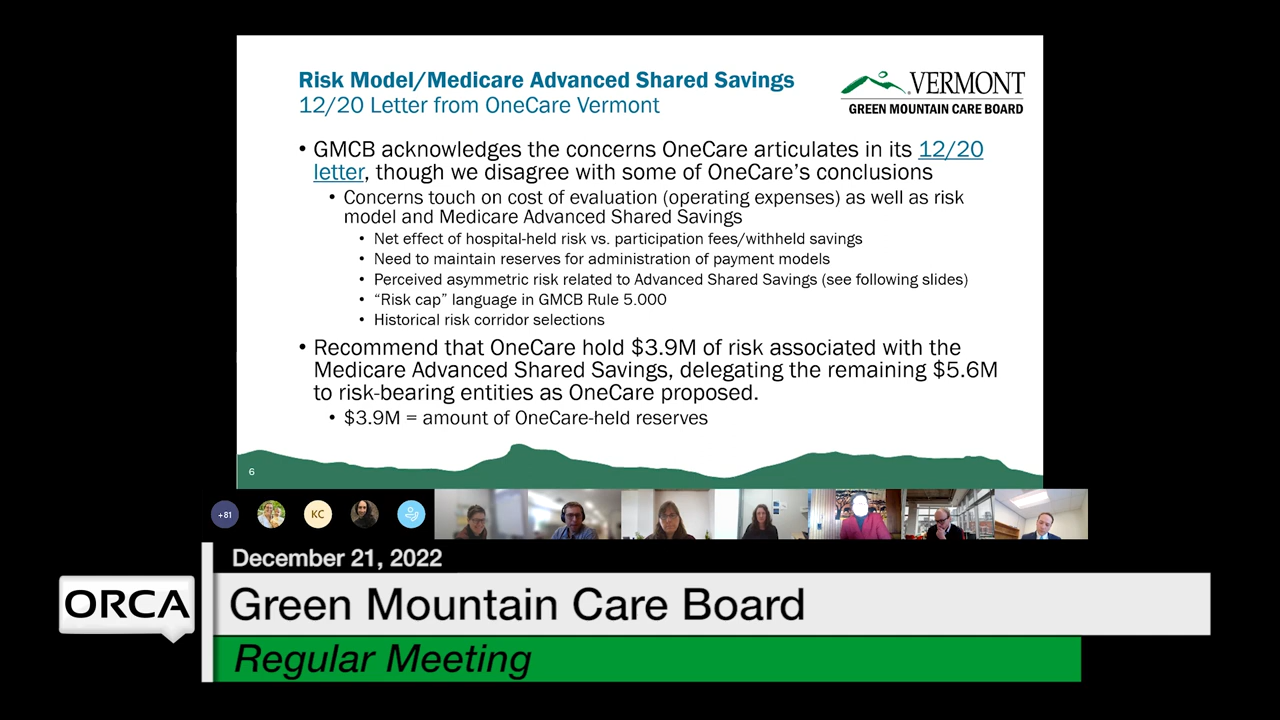 Risk Model/Medicare Advanced Shared Savings
12/20 Letter from OneCare Vermont
VERMONT
GREEN MOUNTAIN CARE BOARD
• GMCB acknowledges the concerns OneCare articulates in its 12/20
letter, though we disagree with some of OneCare’s conclusions
• Concerns touch on cost of evaluation (operating expenses) as well as risk
model and Medicare Advanced Shared Savings
• Net effect of hospital-held risk vs. participation fees/withheld savings
• Need to maintain reserves for administration of payment models
• Perceived asymmetric risk related to Advanced Shared Savings (see following slides)
• “Risk cap” language in GMCB Rule 5.000
• Historical risk corridor selections
• Recommend that OneCare hold $3.9M of risk associated with the
Medicare Advanced Shared Savings, delegating the remaining $5.6M
to risk-bearing entities as OneCare proposed.
• $3.9M = amount of OneCare-held reserves
6
+81
KC
December 21, 2022
ORCA
Green Mountain Care Board
Regular Meeting